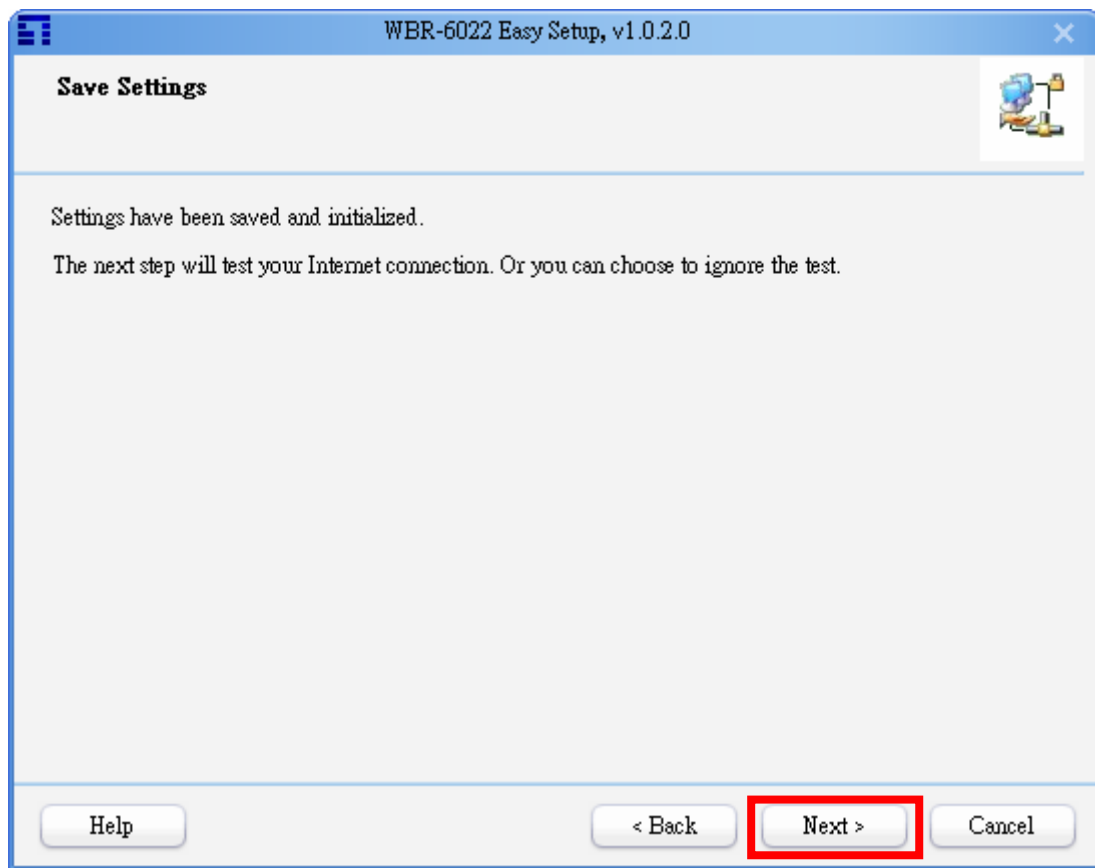 WBR-6022 Easy Setup, v1.0.2.0
Save Settings
Settings have been saved and initialized.
The next step will test your Internet connection. Or you can choose to ignore the test.
Help
< Back
Next >
Cancel